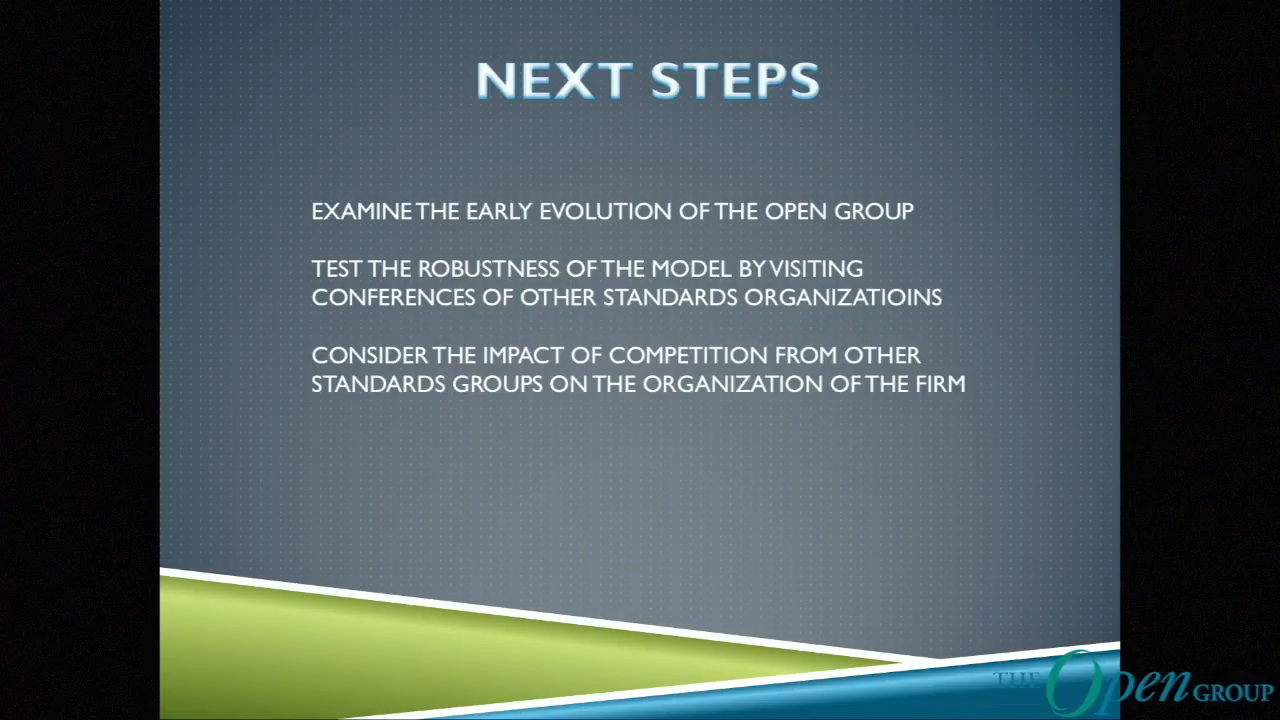 NEXT STEPS
EXAMINE THE EARLY EVOLUTION OF THE OPEN GROUP
TEST THE ROBUSTNESS OF THE MODEL BY VISITING
CONFERENCES OF OTHER STANDARDS ORGANIZATIOINS
CONSIDER THE IMPACT OF COMPETITION FROM OTHER
STANDARDS GROUPS ON THE ORGANIZATION OF THE FIRM
THE Open GROUP